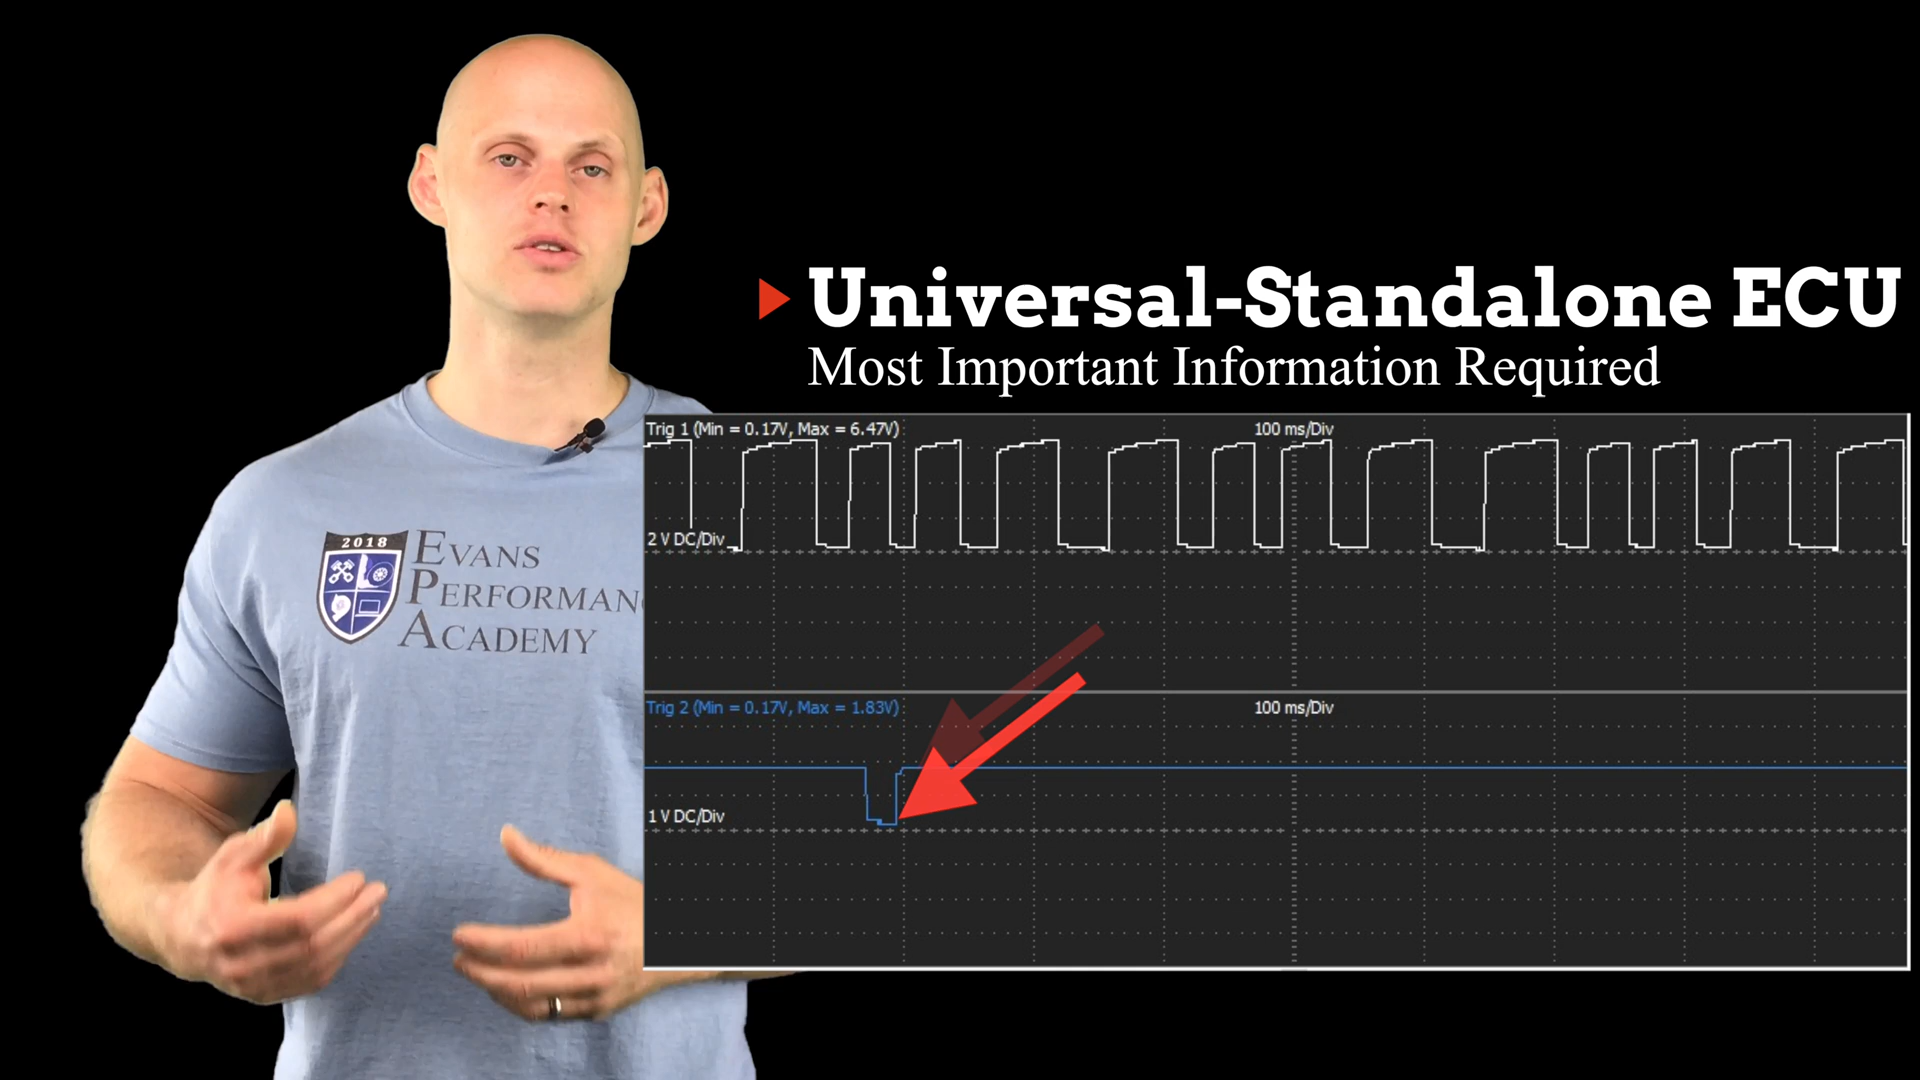 Universal-Standalone ECU
Most Important Information Required
Trig 1 (Min = 0.17V, Max = 6.47V)
100 ms/Div
2 V DC/Div
Trig 2 (Min = 0.17V, Max = 1.83V)
100 ms/Div
1 V DC/Div
2018
EVANS
PERFORMAN
ACADEMY